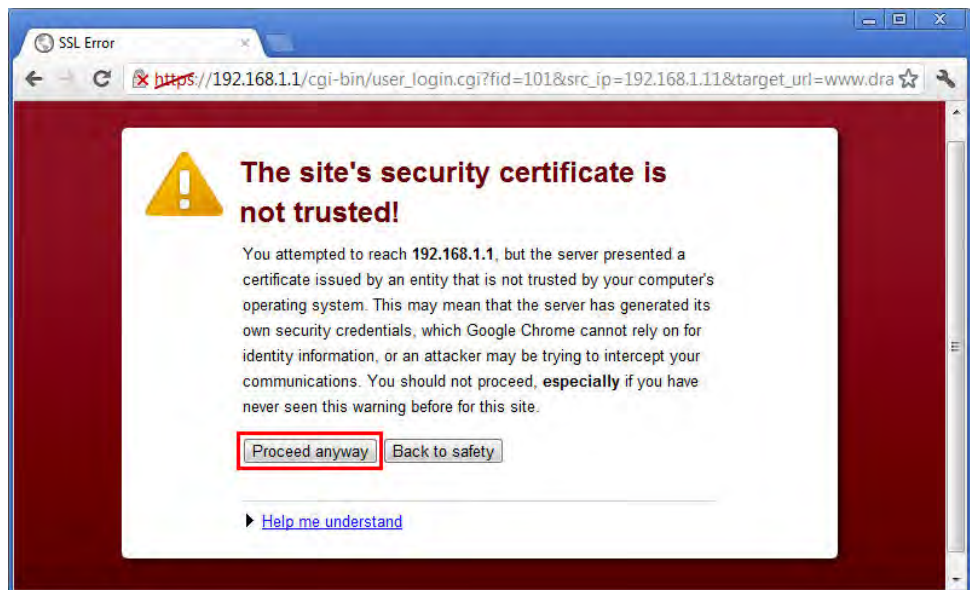 SSL Error
https://192.168.1.1/cgi-bin/user_login.cgi?fid=101&src_ip=192.168.1.11&target_url=www.dra
The site's security certificate is
not trusted!
You attempted to reach 192.168.1.1, but the server presented a
certificate issued by an entity that is not trusted by your computer's
operating system. This may mean that the server has generated its
own security credentials, which Google Chrome cannot rely on for
identity information, or an attacker may be trying to intercept your
communications. You should not proceed, especially if you have
never seen this warning before for this site.
Proceed anyway Back to safety
Help me understand